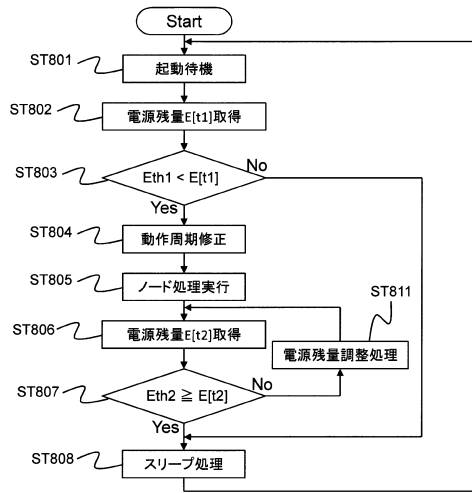 Start
ST801
起動待機
ST802
電源残量E[t1]取得
ST803
Eth1 < E[t1]
No
Yes
ST804
動作周期修正
ST805
ノード処理実行
ST811
ST806
電源残量E[t2]取得
電源残量調整処理
ST807
Eth2 ≧ E[t2]
No
Yes
ST808
スリープ処理